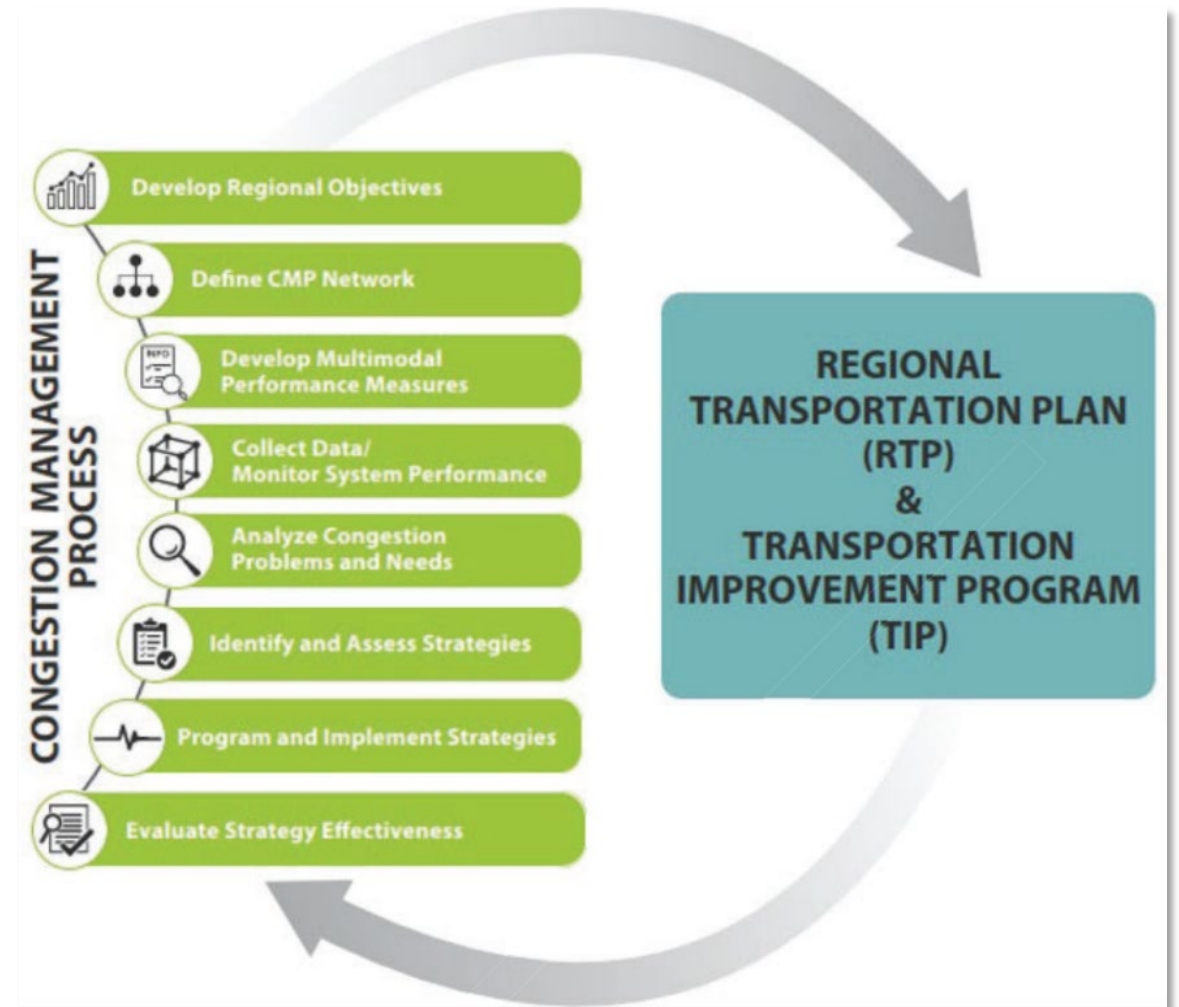 CONGESTION MANAGEMENT
PROCESS
Develop Regional Objectives
Define CMP Network
INFO
Develop Multimodal
Performance Measures
Collect Data/
Monitor System Performance
Analyze Congestion
Problems and Needs
Identify and Assess Strategies
Program and Implement Strategies
Evaluate Strategy Effectiveness
REGIONAL
TRANSPORTATION PLAN
(RTP)
&
TRANSPORTATION
IMPROVEMENT PROGRAM
(TIP)